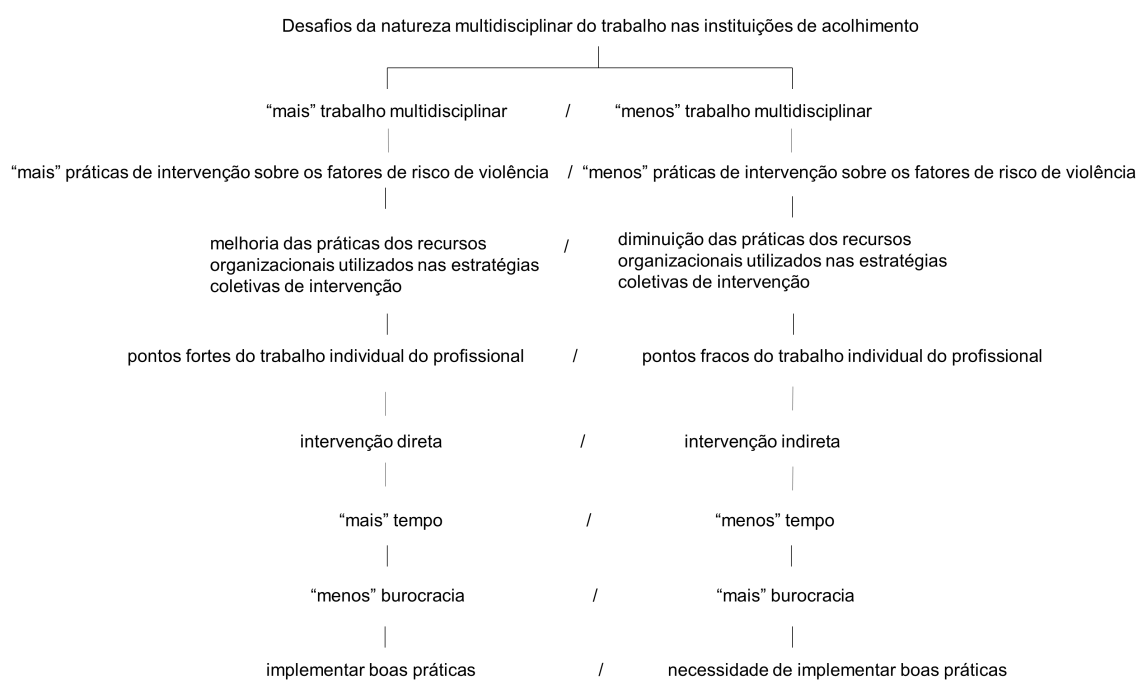 Desafios da natureza multidisciplinar do trabalho nas instituições de acolhimento
“mais” trabalho multidisciplinar / “menos” trabalho multidisciplinar
“mais” práticas de intervenção sobre os fatores de risco de violência / “menos” práticas de intervenção sobre os fatores de risco de violência
melhoria das práticas dos recursos
organizacionais utilizados nas estratégias
coletivas de intervenção
/
diminuição das práticas dos recursos
organizacionais utilizados nas estratégias
coletivas de intervenção
pontos fortes do trabalho individual do profissional / pontos fracos do trabalho individual do profissional
intervenção direta / intervenção indireta
“mais” tempo / “menos” tempo
“menos” burocracia / “mais” burocracia
implementar boas práticas / necessidade de implementar boas práticas